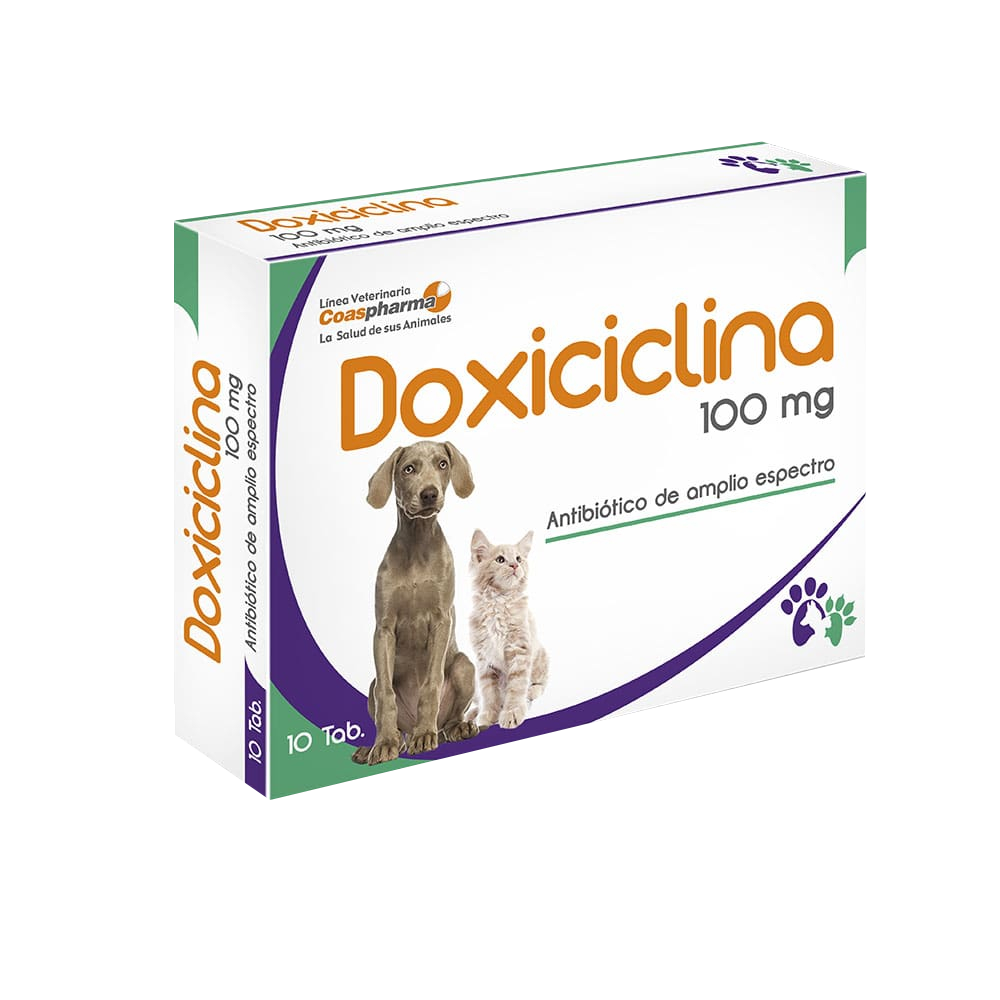 Doxiciclina
100 mg
Antibiótico de amplio espectro
Línea Veterinaria
Coaspharma
La Salud de sus Animales
Doxiciclina
100 mg
Antibiótico de amplio espectro
10 Tab.
Doxiciclina
100 mg
Antibiótico de amplio espectro
10 Tab.